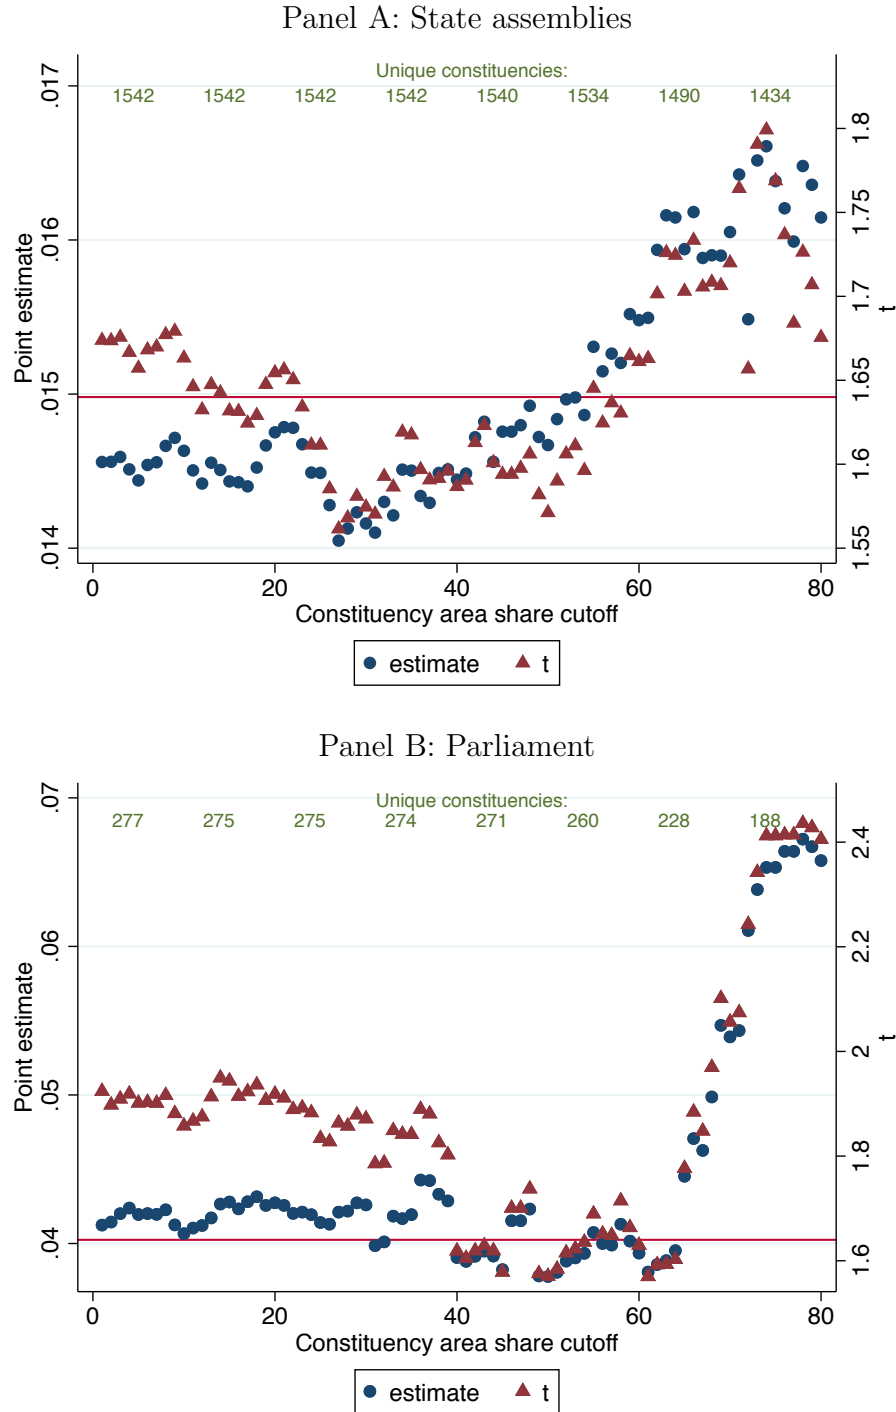 Panel A: State assemblies
Unique constituencies:
1542 1542 1542 1542 1540 1534 1490 1434
.017
.016
.015
.014
Point estimate
1.8
1.75
1.7
1.65
1.6
1.55
t
0 20 40 60 80
Constituency area share cutoff
estimate t
Panel B: Parliament
Unique constituencies:
277 275 275 274 271 260 228 188
.07
.06
.05
.04
Point estimate
2.4
2.2
2
1.8
1.6
t
0 20 40 60 80
Constituency area share cutoff
estimate t